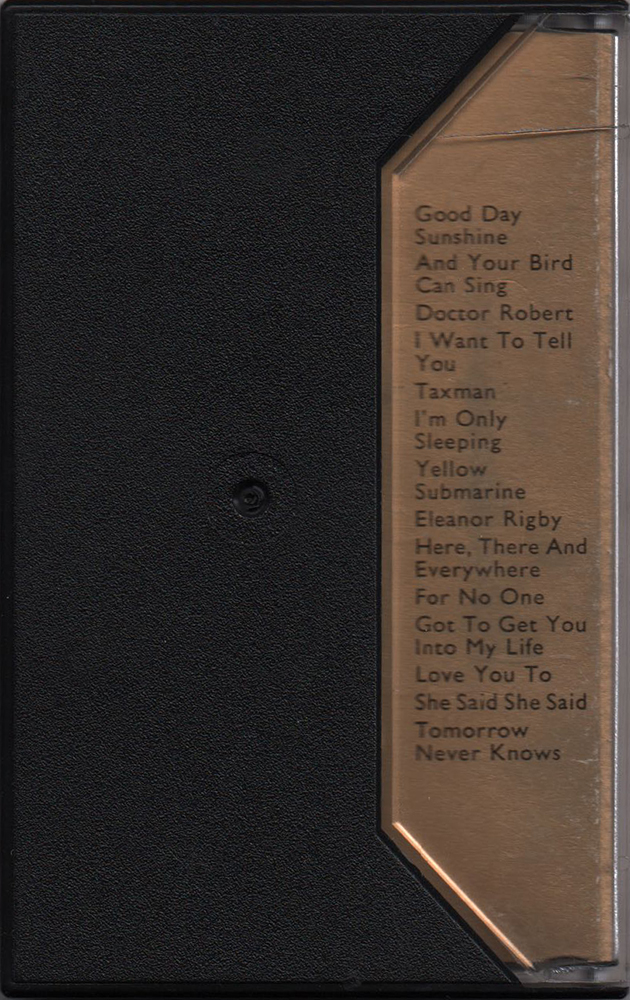 Good Day
Sunshine
And Your Bird
Can Sing
Doctor Robert
I Want To Tell
You
Taxman
I'm Only
Sleeping
Yellow
Submarine
Eleanor Rigby
Here, There And
Everywhere
For No One
Got To Get You
Into My Life
Love You To
She Said She Said
Tomorrow
Never Knows